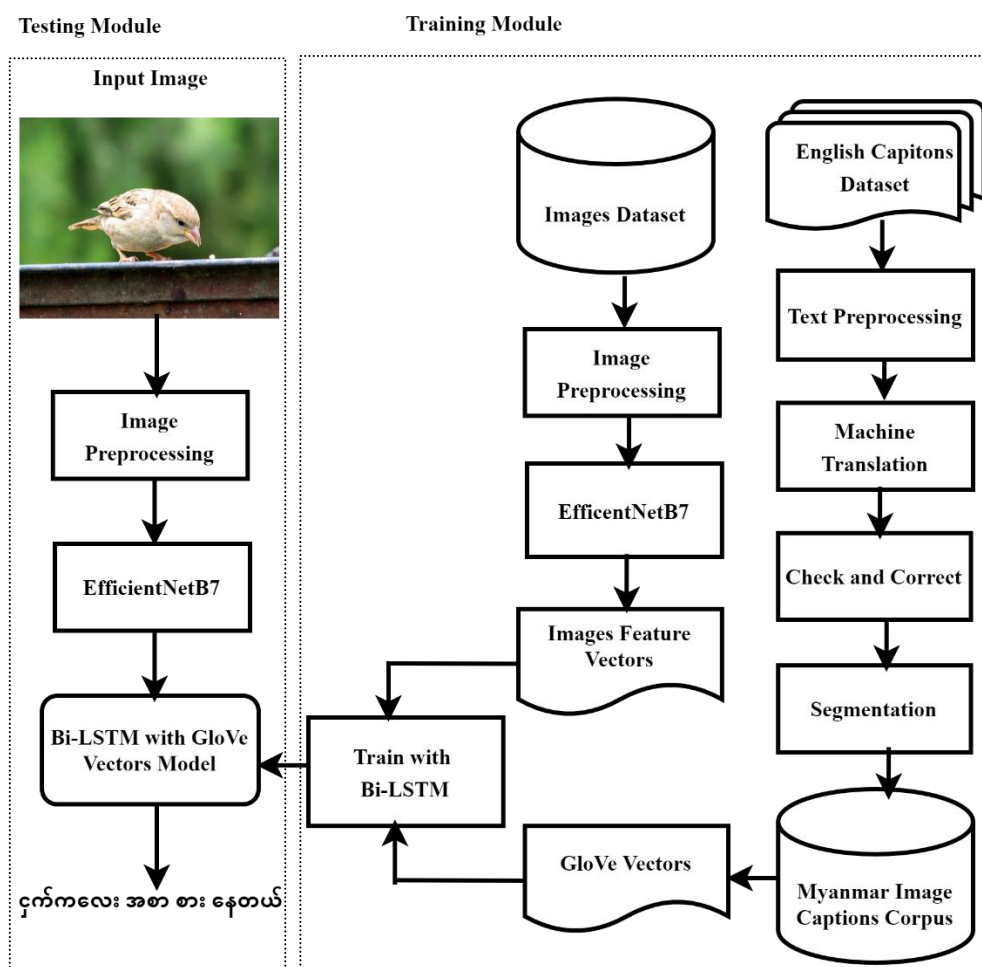 Testing Module
Training Module
Input Image
Image
Preprocessing
EfficientNetB7
Bi-LSTM with GloVe
Vectors Model
ငှက်ကလေး အစာ စား နေတယ်
Images Dataset
Image
Preprocessing
EfficentNetB7
Images Feature
Vectors
Train with
Bi-LSTM
GloVe Vectors
English Capitons
Dataset
Text Preprocessing
Machine
Translation
Check and Correct
Segmentation
Myanmar Image
Captions Corpus